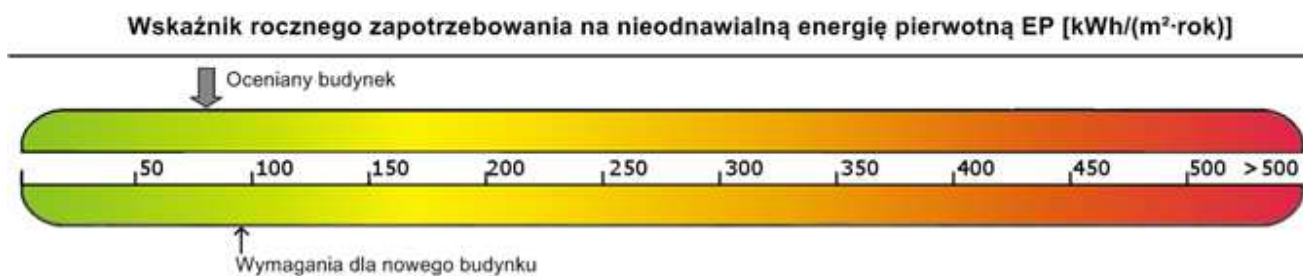 Wskaźnik rocznego zapotrzebowania na nieodnawialną energię pierwotną EP [kWh/(m²·rok)]
Oceniany budynek
50 100 150 200 250 300 350 400 450 500 >500
Wymagania dla nowego budynku